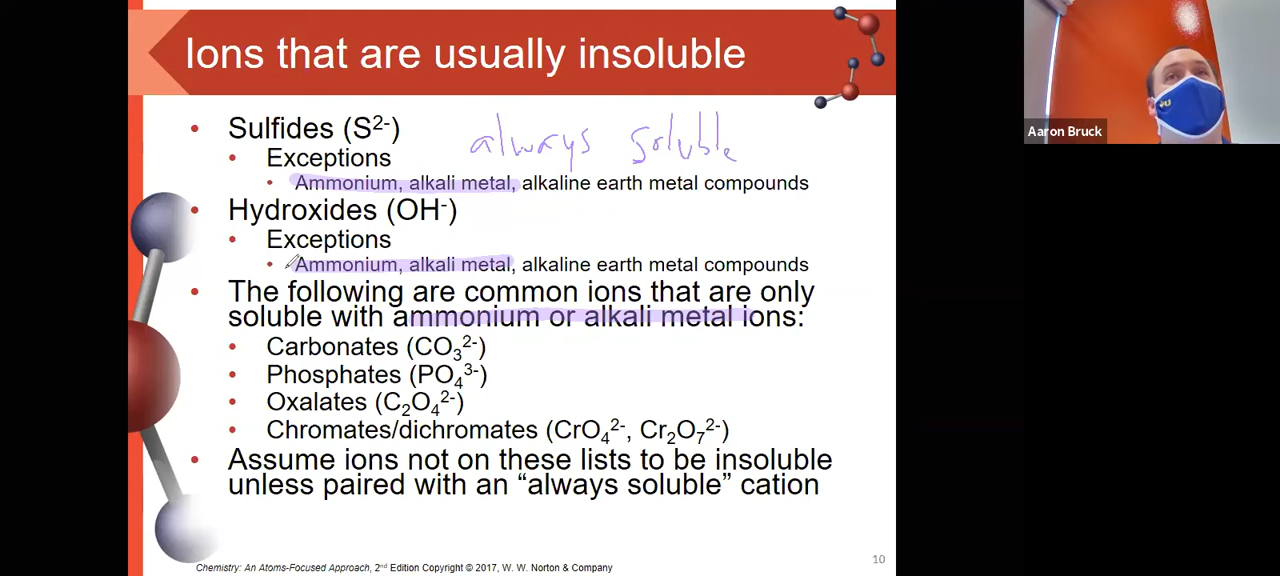 Ions that are usually insoluble
Aaron Bruck
• Sulfides (S²⁻)
always soluble
• Exceptions
• Ammonium, alkali metal, alkaline earth metal compounds
• Hydroxides (OH⁻)
• Exceptions
• Ammonium, alkali metal, alkaline earth metal compounds
• The following are common ions that are only
soluble with ammonium or alkali metal ions:
• Carbonates (CO₃²⁻)
• Phosphates (PO₄³⁻)
• Oxalates (C₂O₄²⁻)
• Chromates/dichromates (CrO₄²⁻, Cr₂O₇²⁻)
• Assume ions not on these lists to be insoluble
unless paired with an “always soluble” cation
10
Chemistry: An Atoms-Focused Approach, 2nd Edition Copyright © 2017, W. W. Norton & Company